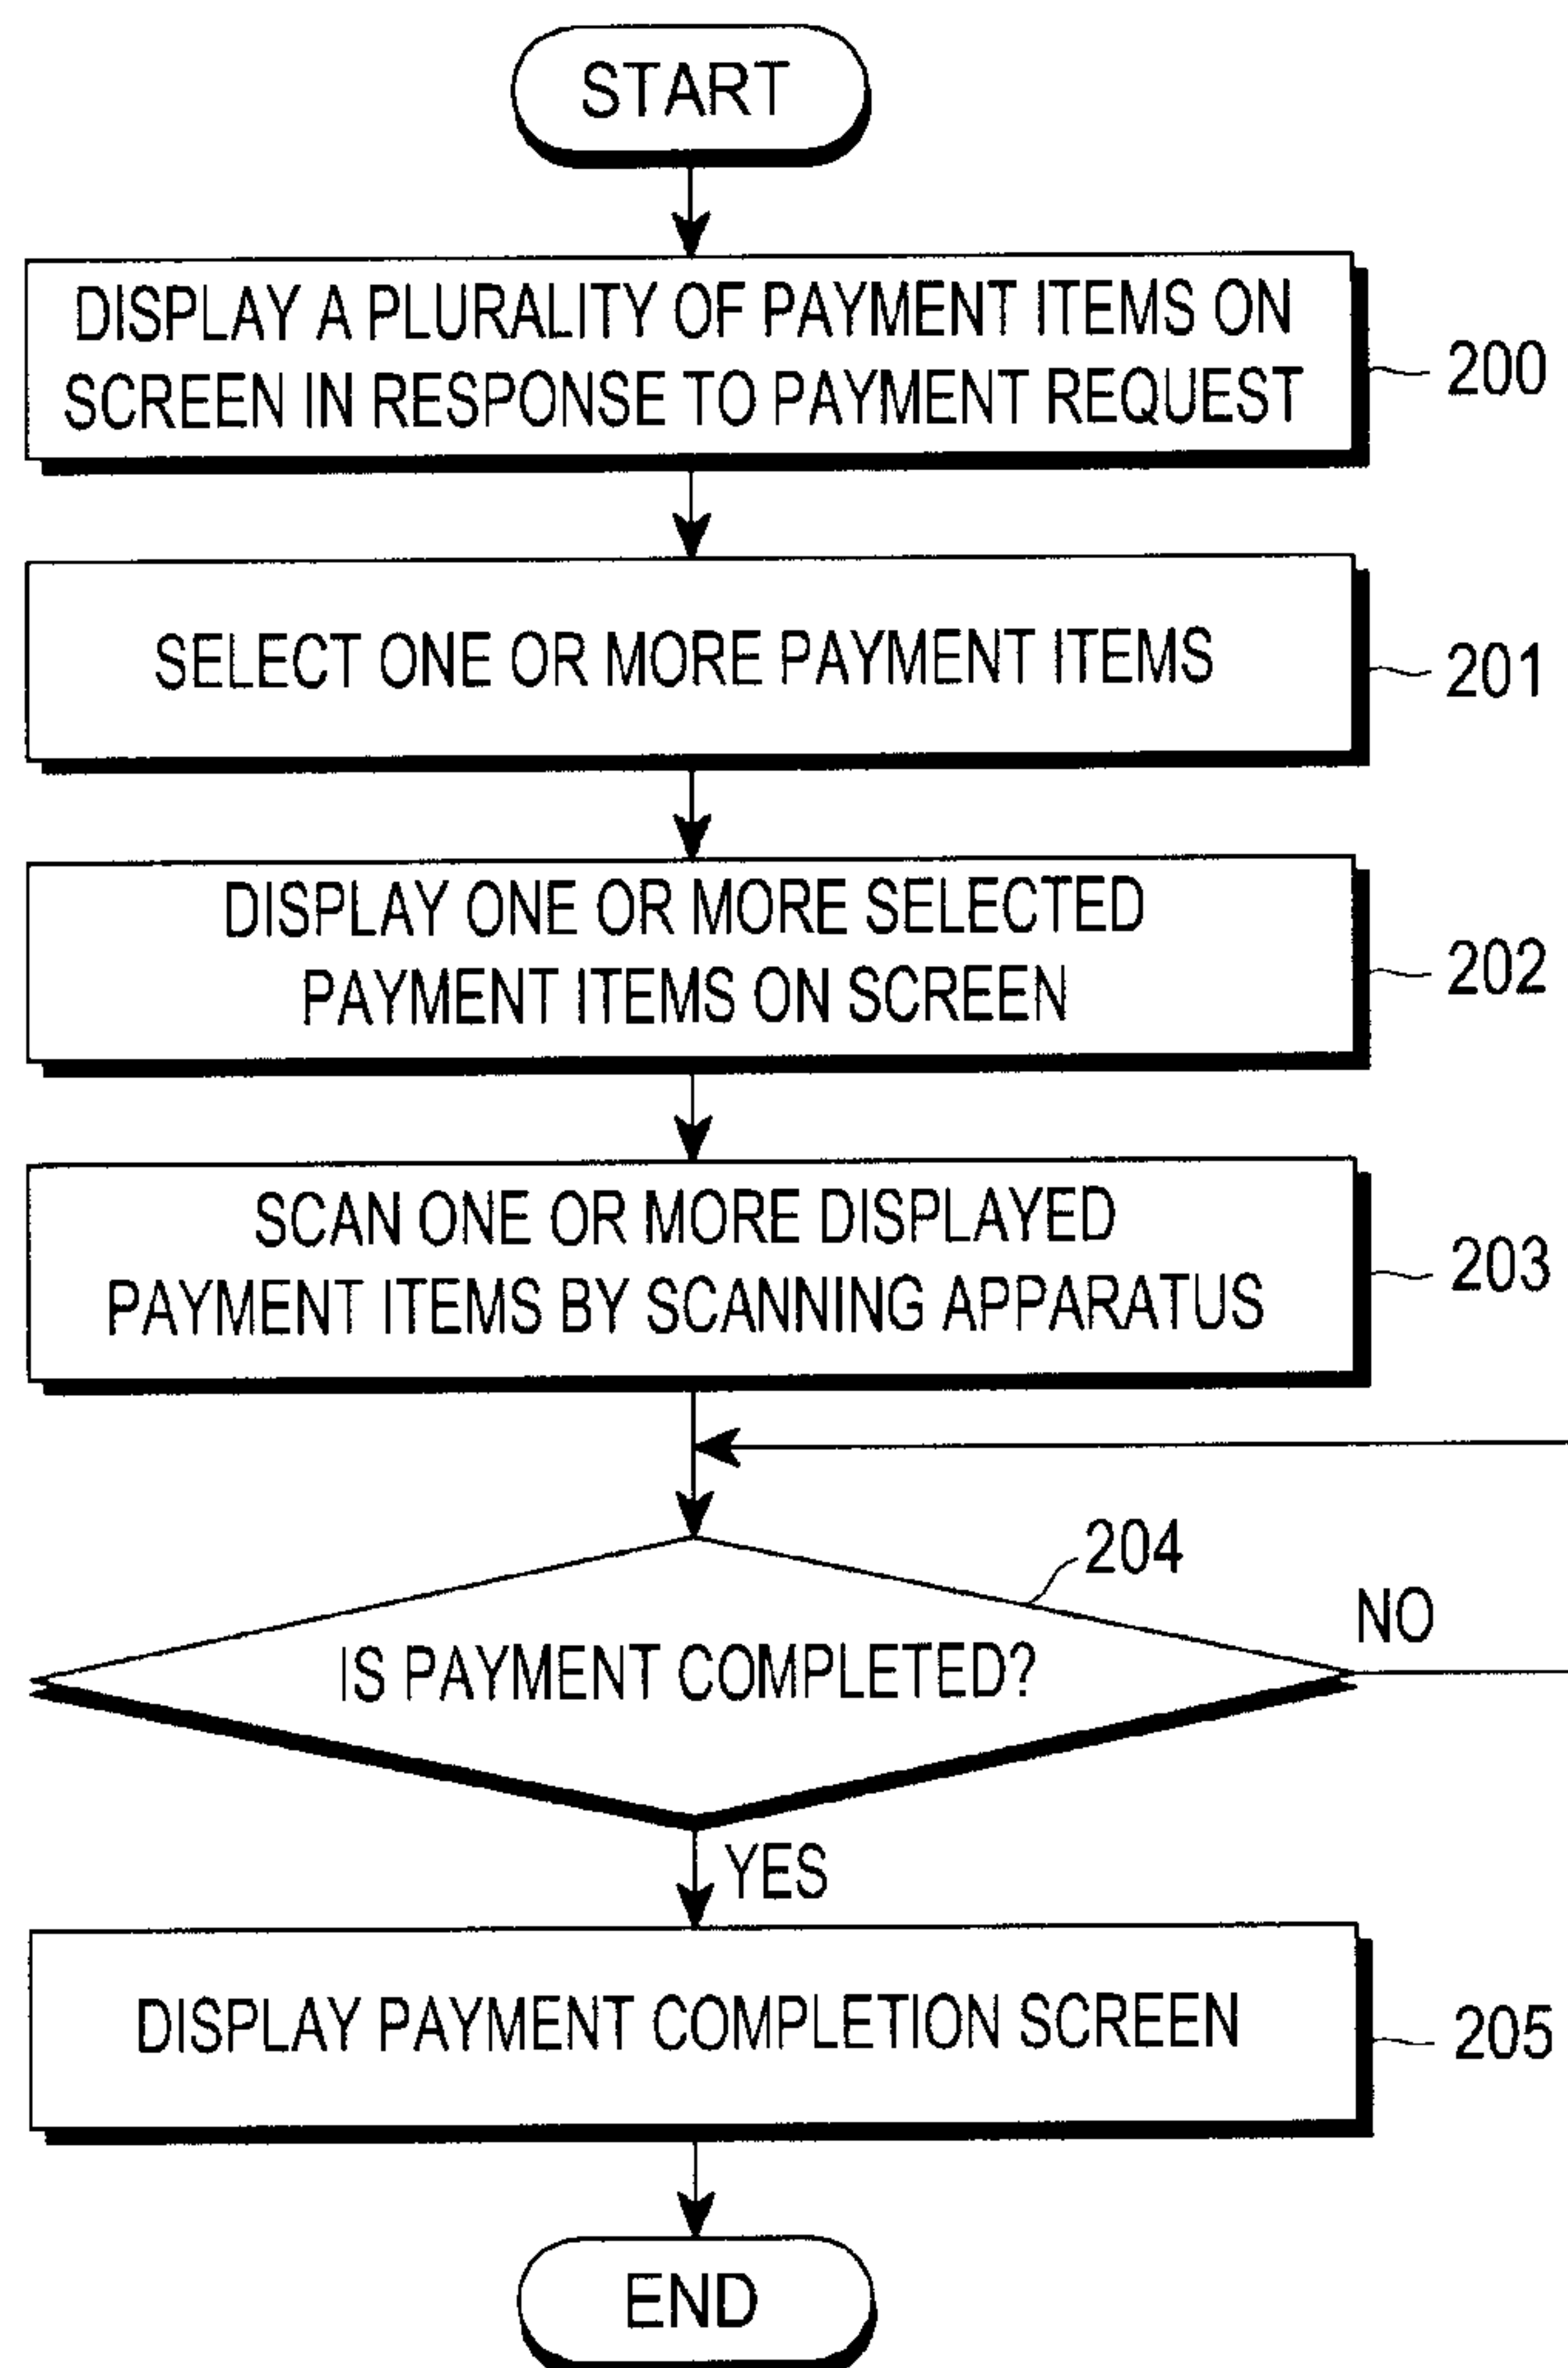 START
DISPLAY A PLURALITY OF PAYMENT ITEMS ON
SCREEN IN RESPONSE TO PAYMENT REQUEST
200
SELECT ONE OR MORE PAYMENT ITEMS
201
DISPLAY ONE OR MORE SELECTED
PAYMENT ITEMS ON SCREEN
202
SCAN ONE OR MORE DISPLAYED
PAYMENT ITEMS BY SCANNING APPARATUS
203
204
NO
IS PAYMENT COMPLETED?
YES
DISPLAY PAYMENT COMPLETION SCREEN
205
END